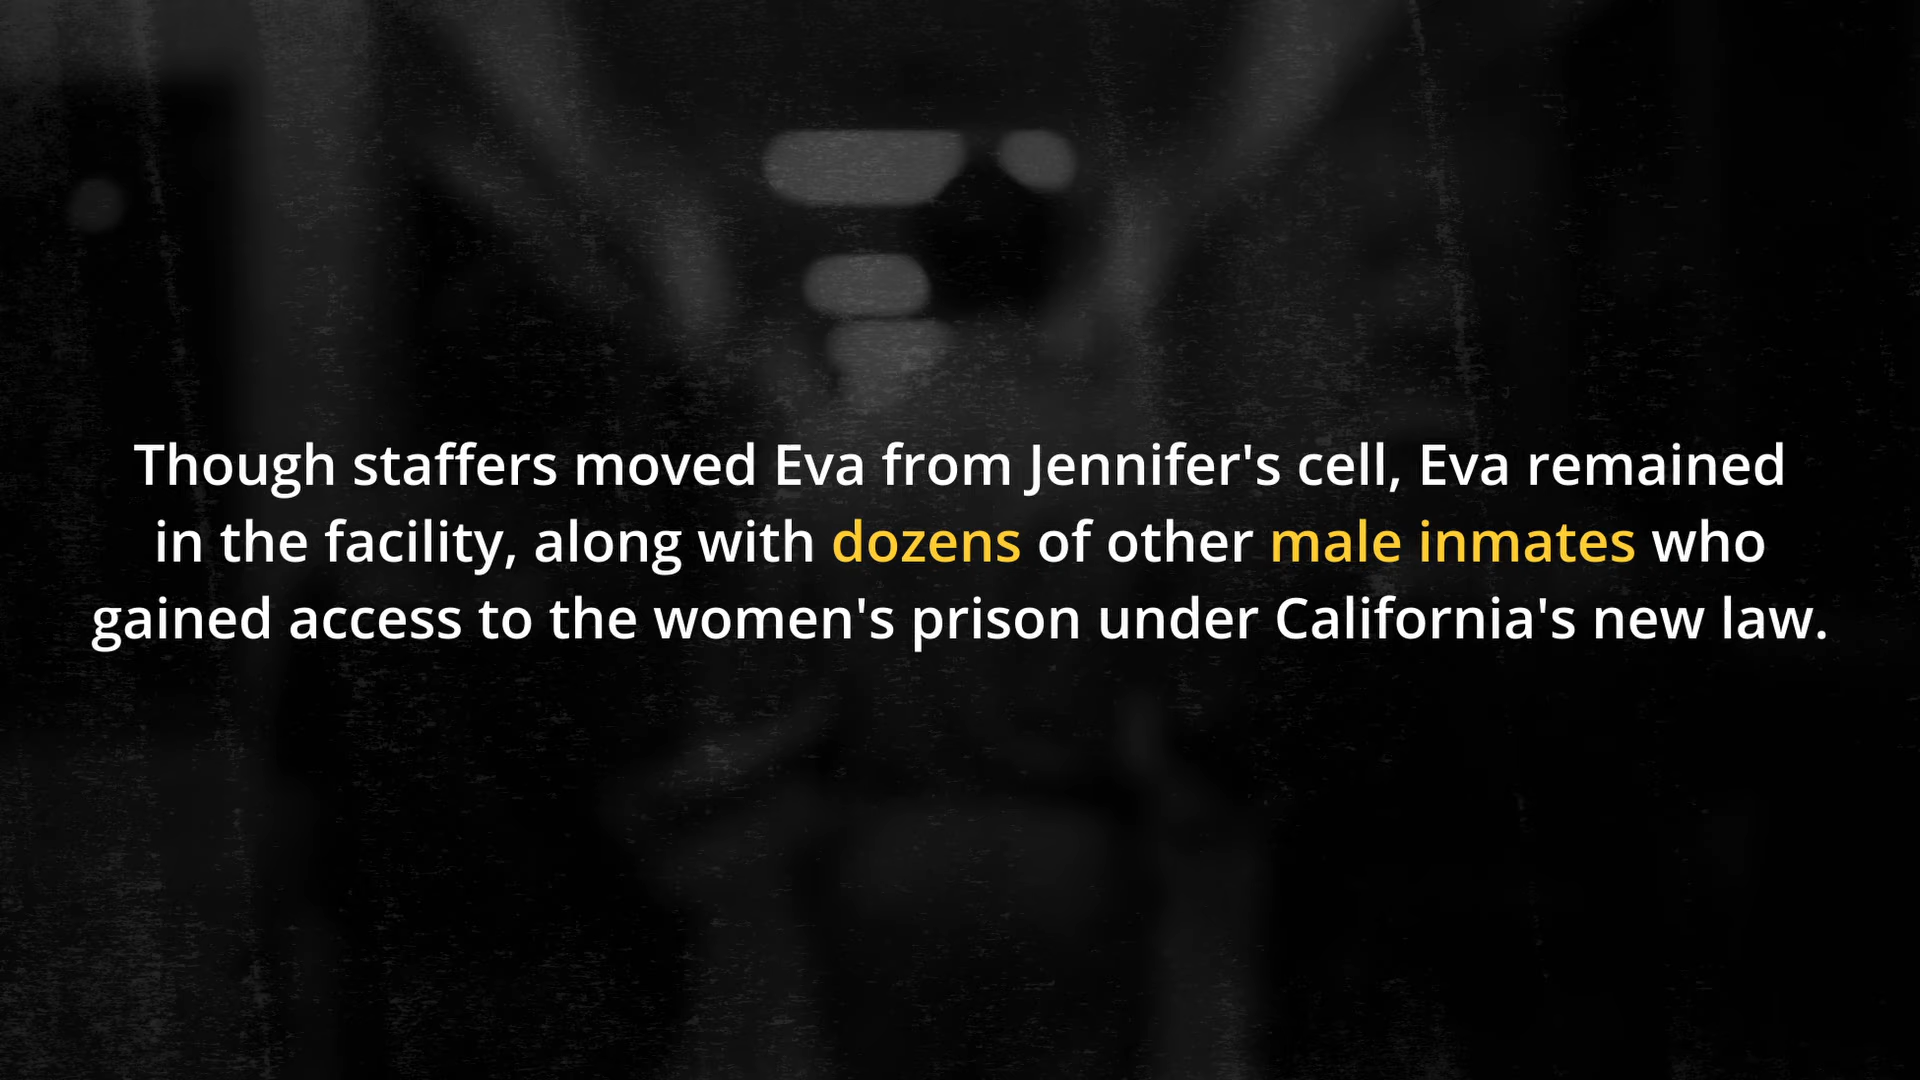 Though staffers moved Eva from Jennifer's cell, Eva remained
in the facility, along with dozens of other male inmates who
gained access to the women's prison under California's new law.